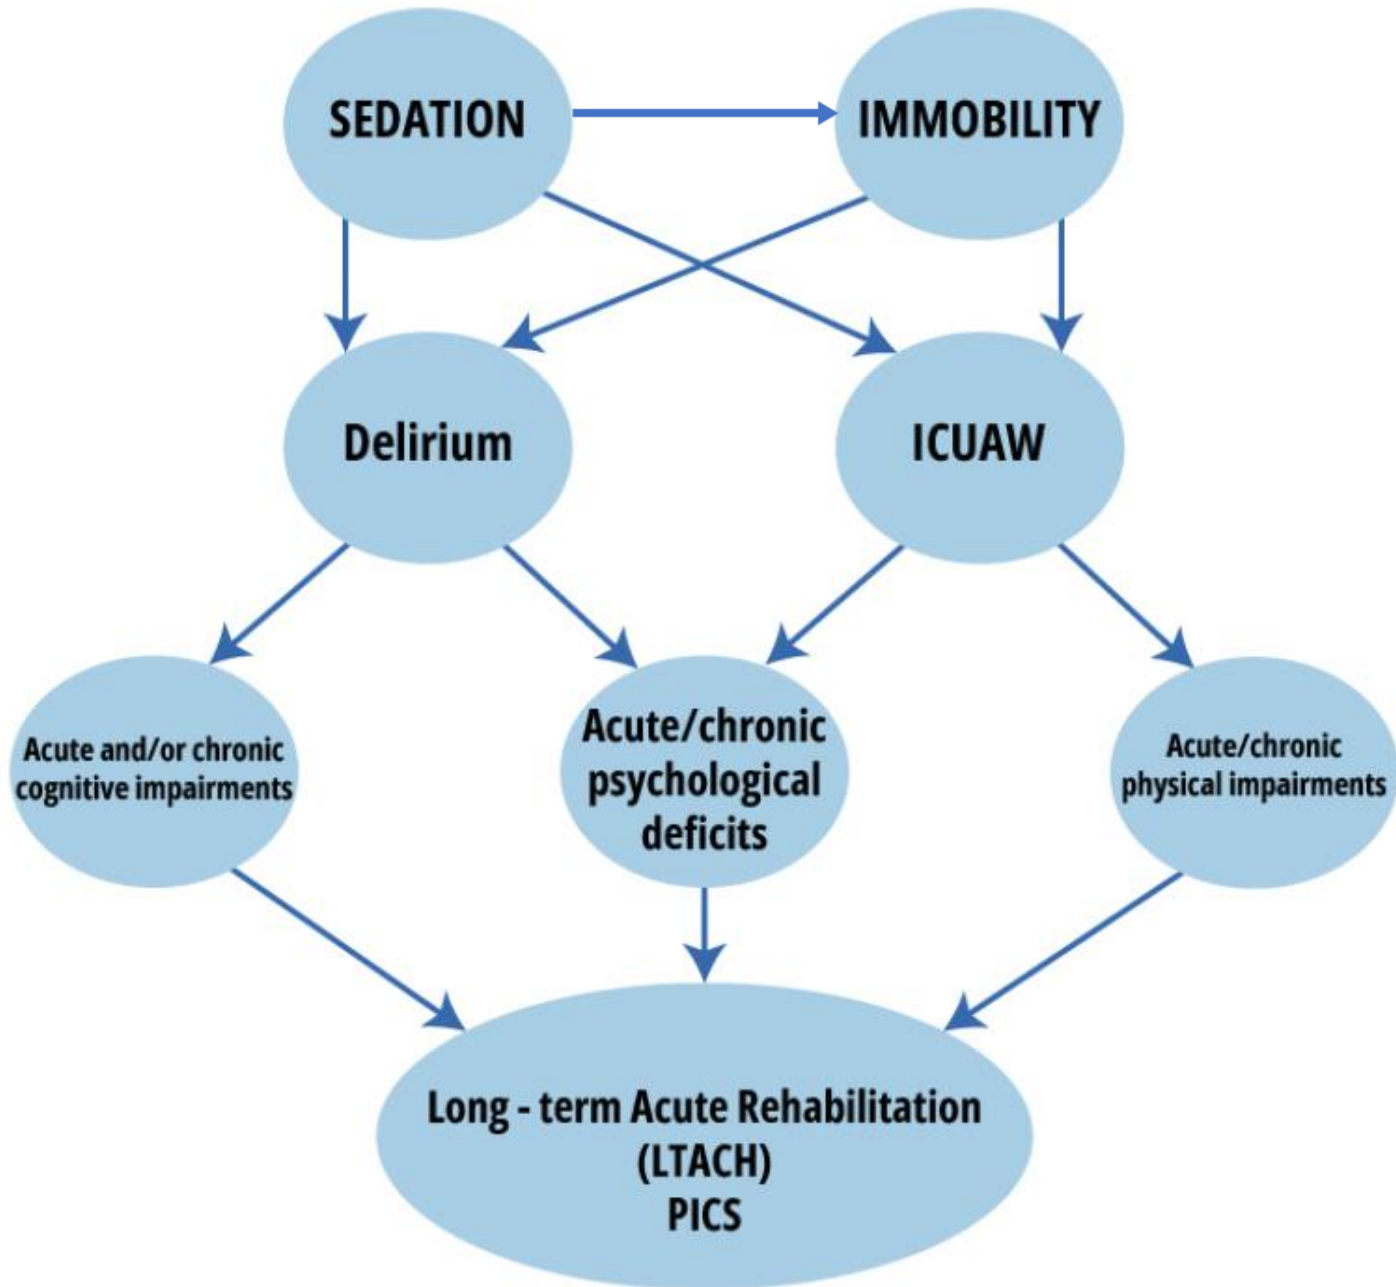 SEDATION
IMMOBILITY
Delirium
ICUAW
Acute and/or chronic
cognitive impairments
Acute/chronic
psychological
deficits
Acute/chronic
physical impairments
Long - term Acute Rehabilitation
(LTACH)
PICS